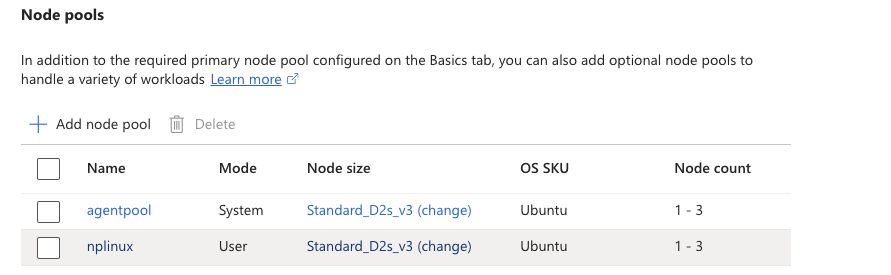 Node pools
In addition to the required primary node pool configured on the Basics tab, you can also add optional node pools to
handle a variety of workloads Learn more
Add node pool Delete
Name Mode Node size OS SKU Node count
agentpool System Standard_D2s_v3 (change) Ubuntu 1 - 3
nplinux User Standard_D2s_v3 (change) Ubuntu 1 - 3